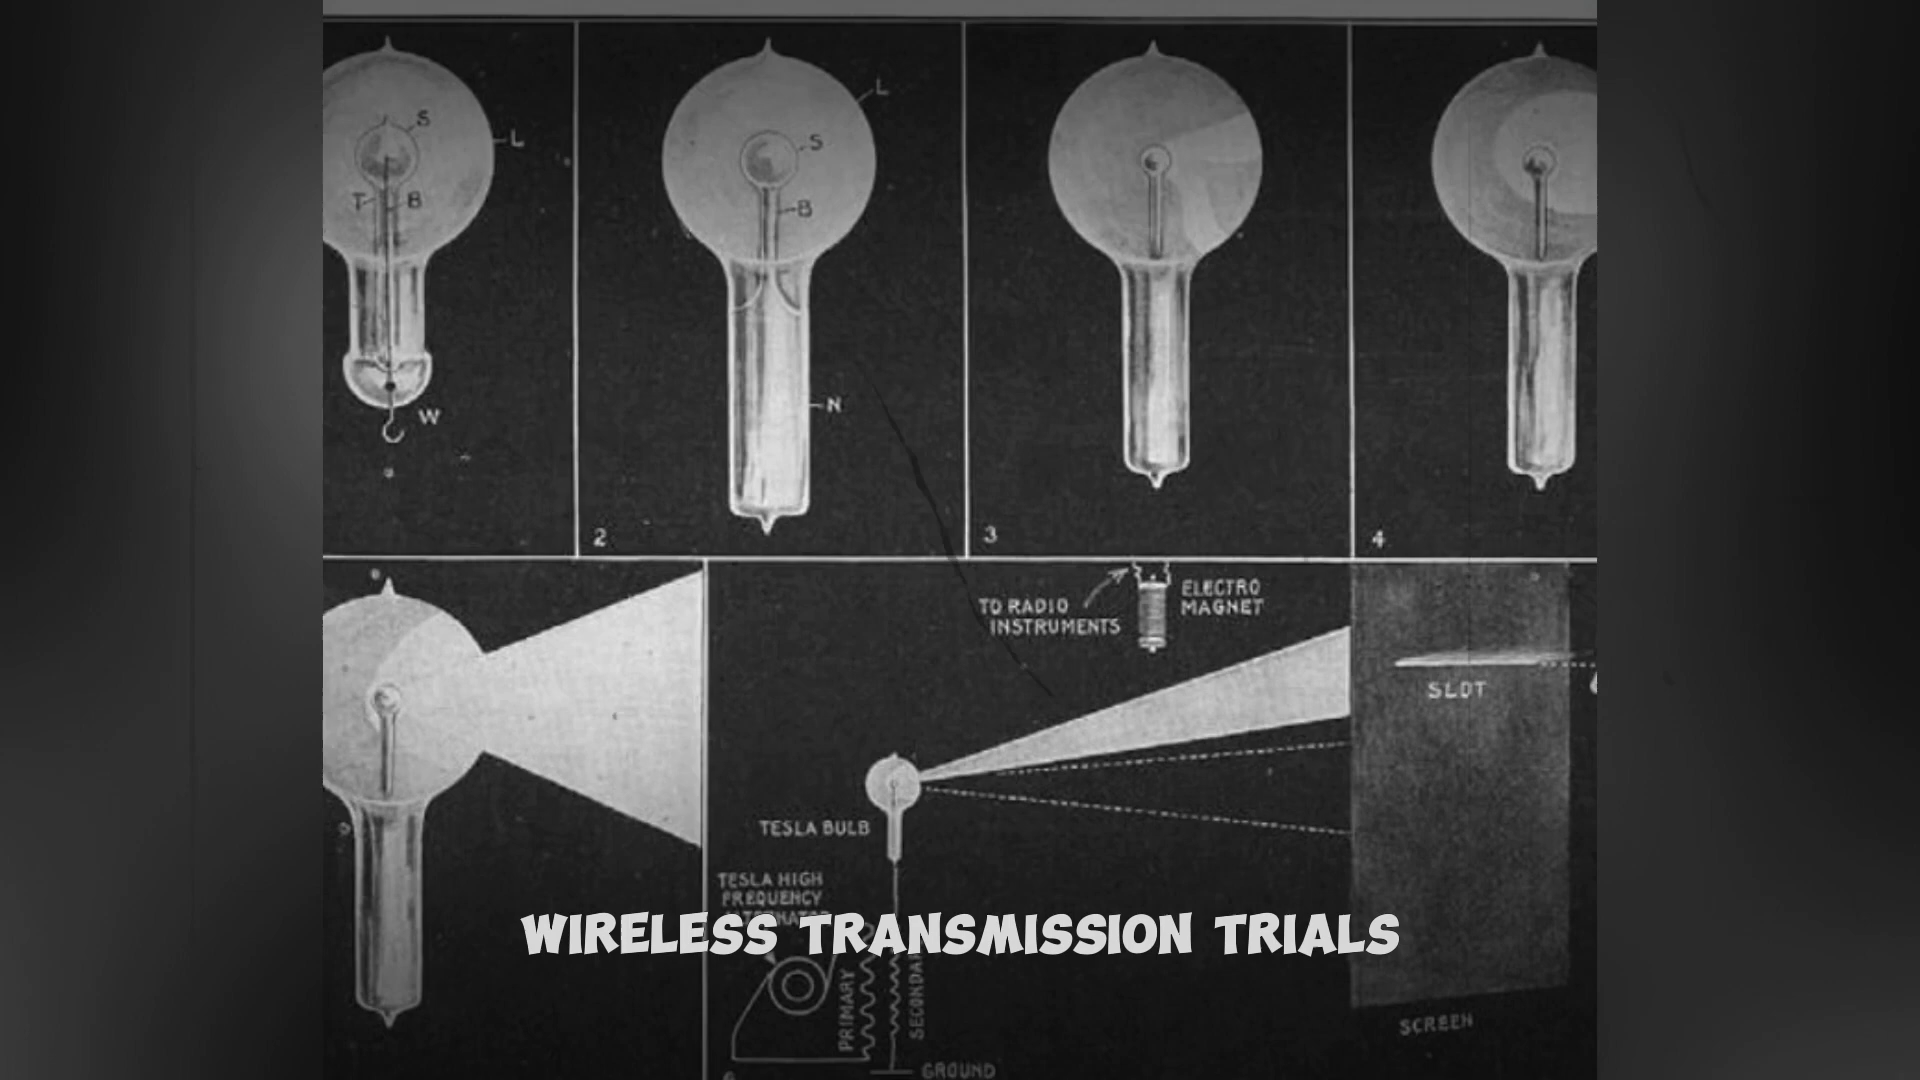 S
L
T
B
W
L
S
B
N
2
3
4
TO RADIO
INSTRUMENTS
ELECTRO
MAGNET
SLOT
TESLA BULB
TESLA HIGH
FREQUENCY
WIRELESS TRANSMISSION TRIALS
PRIMARY
SCREEN
GROUND